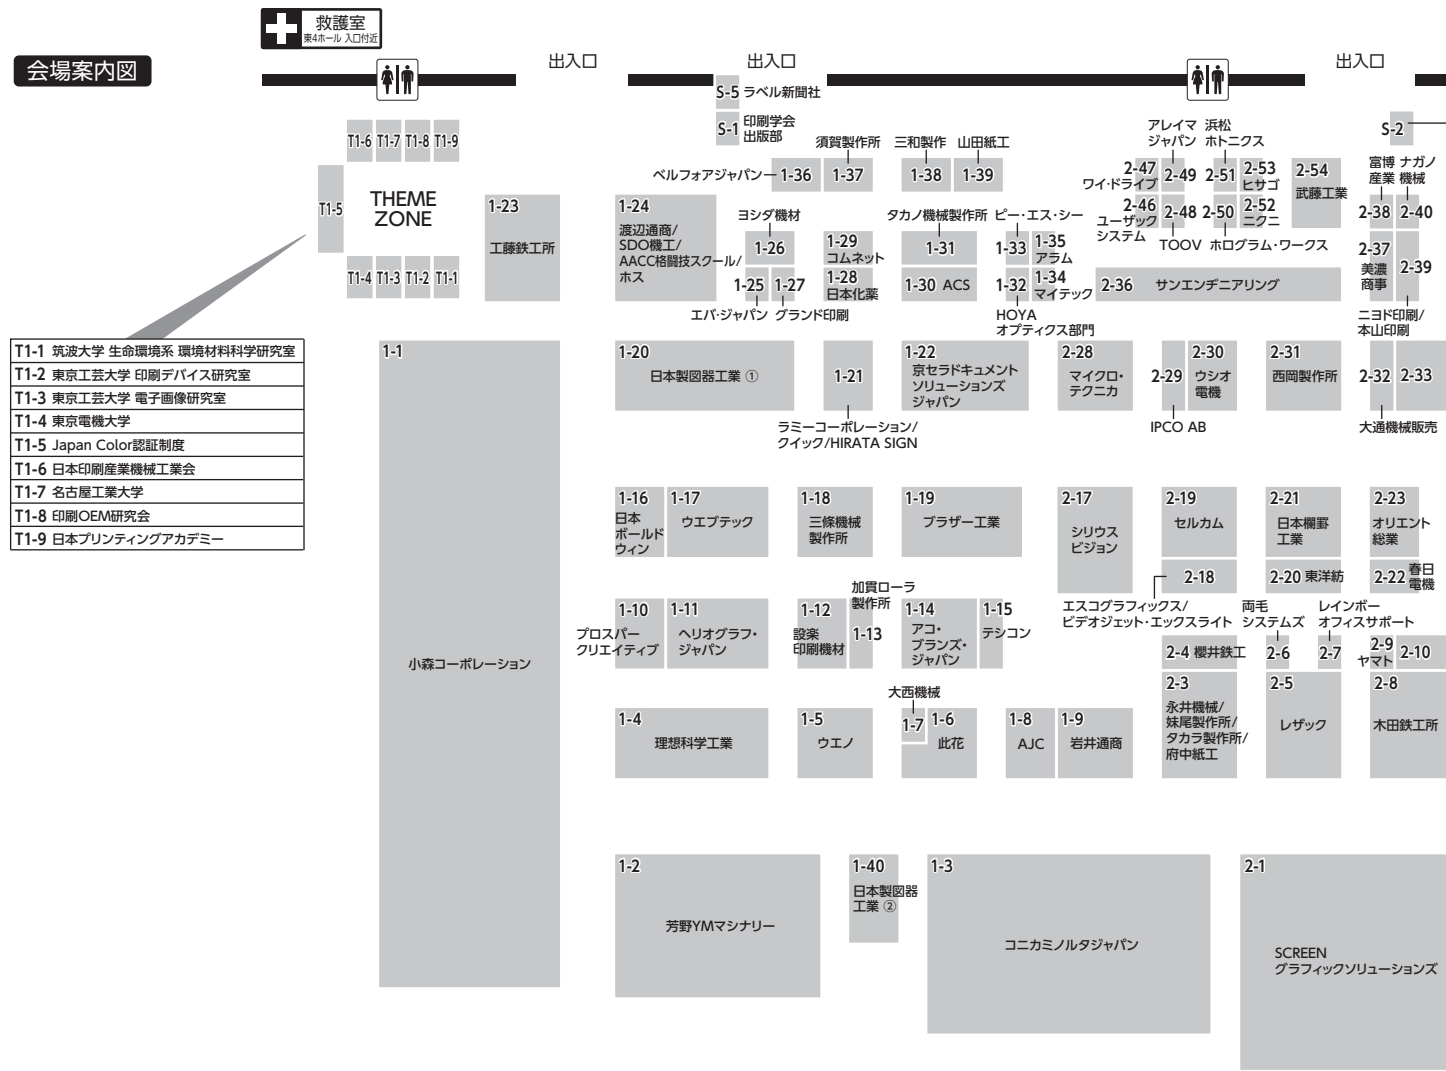 救護室
東4ホール 入口付近
会場案内図
出入口
出入口
出入口
S-5 ラベル新聞社
S-1 印刷学会
出版部
S-2
T1-6 T1-7 T1-8 T1-9
T1-5
THEME
ZONE
T1-4 T1-3 T1-2 T1-1
1-23
工藤鉄工所
1-24
渡辺通商/
SDO機工/
AACC格闘技スクール/
ホス
ベルフォアジャパン 1-36
須賀製作所
1-37
三和製作
1-38
山田紙工
1-39
ヨシダ機材
1-26
1-25 1-27
エバ・ジャパン グランド印刷
1-29
コムネット
1-28
日本化薬
タカノ機械製作所
1-31
1-30 ACS
ピー・エス・シー
1-33
1-35
アラム
1-32
1-34
マイテック
HOYA
オプティクス部門
アレイマ
ジャパン
浜松
ホトニクス
2-47
ワイ・ドライブ
2-49
2-51
2-53
ヒサゴ
2-46
ユーザック
システム
2-48
2-50
2-52
ニクニ
TOOV ホログラム・ワークス
2-54
武藤工業
2-36 サンエンヂニアリング
富博
産業
ナガノ
機械
2-38 2-40
2-37
美濃
商事
2-39
ニヨド印刷/
本山印刷
T1-1 筑波大学 生命環境系 環境材料科学研究室
T1-2 東京工芸大学 印刷デバイス研究室
T1-3 東京工芸大学 電子画像研究室
T1-4 東京電機大学
T1-5 Japan Color認証制度
T1-6 日本印刷産業機械工業会
T1-7 名古屋工業大学
T1-8 印刷OEM研究会
T1-9 日本プリンティングアカデミー
1-1
小森コーポレーション
1-20
日本製図器工業 ①
1-21
ラミーコーポレーション/
クイック/HIRATA SIGN
1-22
京セラドキュメント
ソリューションズ
ジャパン
2-28
マイクロ・
テクニカ
2-29
IPCO AB
2-30
ウシオ
電機
2-31
西岡製作所
2-32 2-33
大通機械販売
1-16
日本
ボールド
ウィン
1-17
ウエブテック
1-18
三條機械
製作所
1-19
ブラザー工業
2-17
シリウス
ビジョン
2-19
セルカム
2-18
エスコグラフィックス/
ビデオジェット・エックスライト
2-21
日本欄罫
工業
2-20 東洋紡
2-23
オリエント
総業
2-22 春日
電機
1-10
プロスパー
クリエイティブ
1-11
ヘリオグラフ・
ジャパン
1-12
設楽
印刷機材
加貫ローラ
製作所
1-13
1-14
アコ・
ブランズ・
ジャパン
1-15
テシコン
両毛
システムズ
レインボー
オフィスサポート
2-4 櫻井鉄工
2-6
2-7
2-9
ヤマト
2-10
2-3
永井機械/
妹尾製作所/
タカラ製作所/
府中紙工
2-5
レザック
2-8
木田鉄工所
1-4
理想科学工業
1-5
ウエノ
大西機械
1-7
1-6
此花
1-8
AJC
1-9
岩井通商
1-2
芳野YMマシナリー
1-40
日本製図器
工業 ②
1-3
コニカミノルタジャパン
2-1
SCREEN
グラフィックソリューションズ